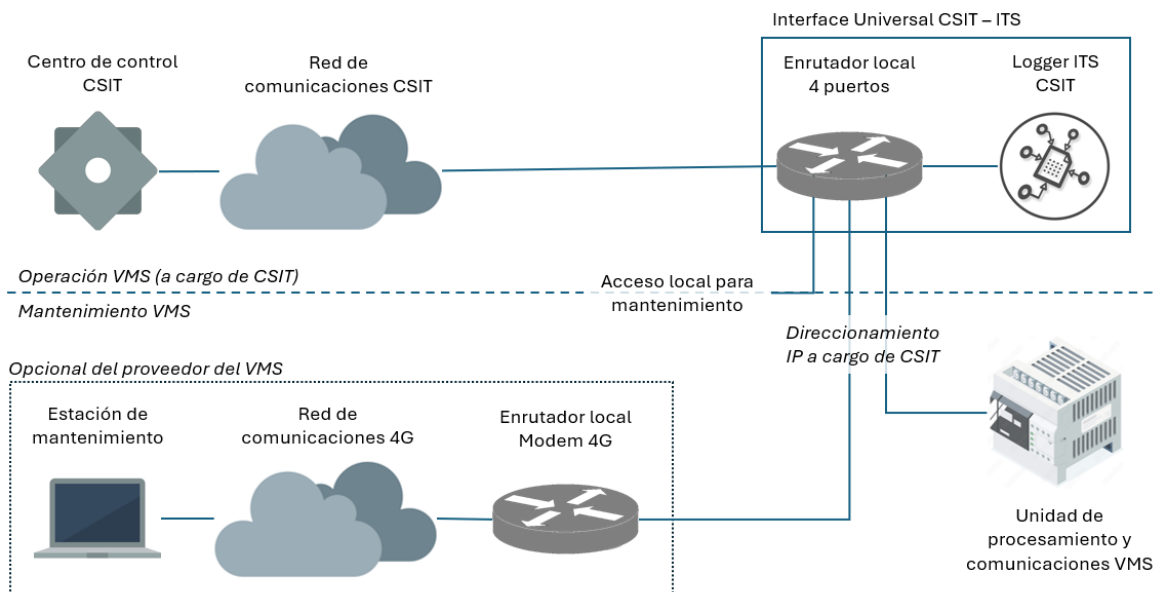 Interface Universal CSIT – ITS
Centro de control
CSIT
Red de
comunicaciones CSIT
Enrutador local
4 puertos
Logger ITS
CSIT
Operación VMS (a cargo de CSIT)
Mantenimiento VMS
Acceso local para
mantenimiento
Direccionamiento
IP a cargo de CSIT
Opcional del proveedor del VMS
Estación de
mantenimiento
Red de
comunicaciones 4G
Enrutador local
Modem 4G
Unidad de
procesamiento y
comunicaciones VMS